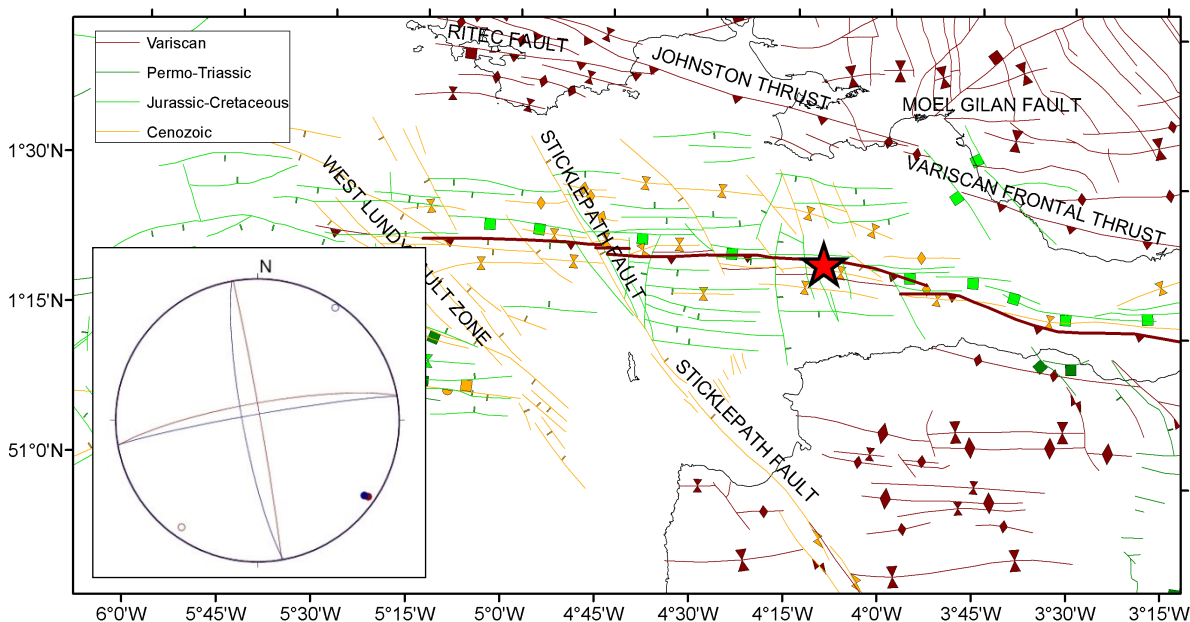 RITEC FAULT
Variscan
JOHNSTON THRUST
Permo-Triassic
Jurassic-Cretaceous
MOEL GILAN FAULT
Cenozoic
1°30'N
STICKLEPATH FAULT
WEST LUNDY
ULT ZONE
VARISCAN FRONTAL THRUST
N
1°15'N
STICKLEPATH FAULT
51°0'N
6°0'W 5°45'W 5°30'W 5°15'W 5°0'W 4°45'W 4°30'W 4°15'W 4°0'W 3°45'W 3°30'W 3°15'W